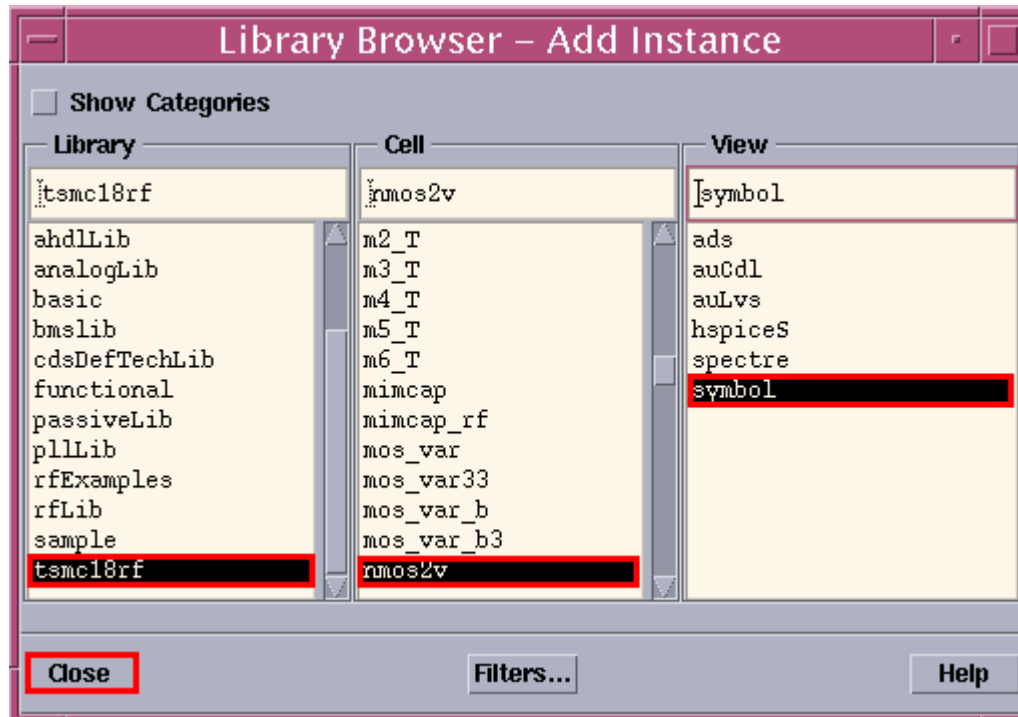 Library Browser – Add Instance
Show Categories
Library
tsmc18rf
ahdlLib
analogLib
basic
bmslib
cdsDefTechLib
functional
passiveLib
pllLib
rfExamples
rfLib
sample
tsmc18rf
Cell
nmos2v
m2_T
m3_T
m4_T
m5_T
m6_T
mimcap
mimcap_rf
mos_var
mos_var33
mos_var_b
mos_var_b3
nmos2v
View
symbol
ads
auCdl
auLvs
hspiceS
spectre
symbol
Close
Filters...
Help